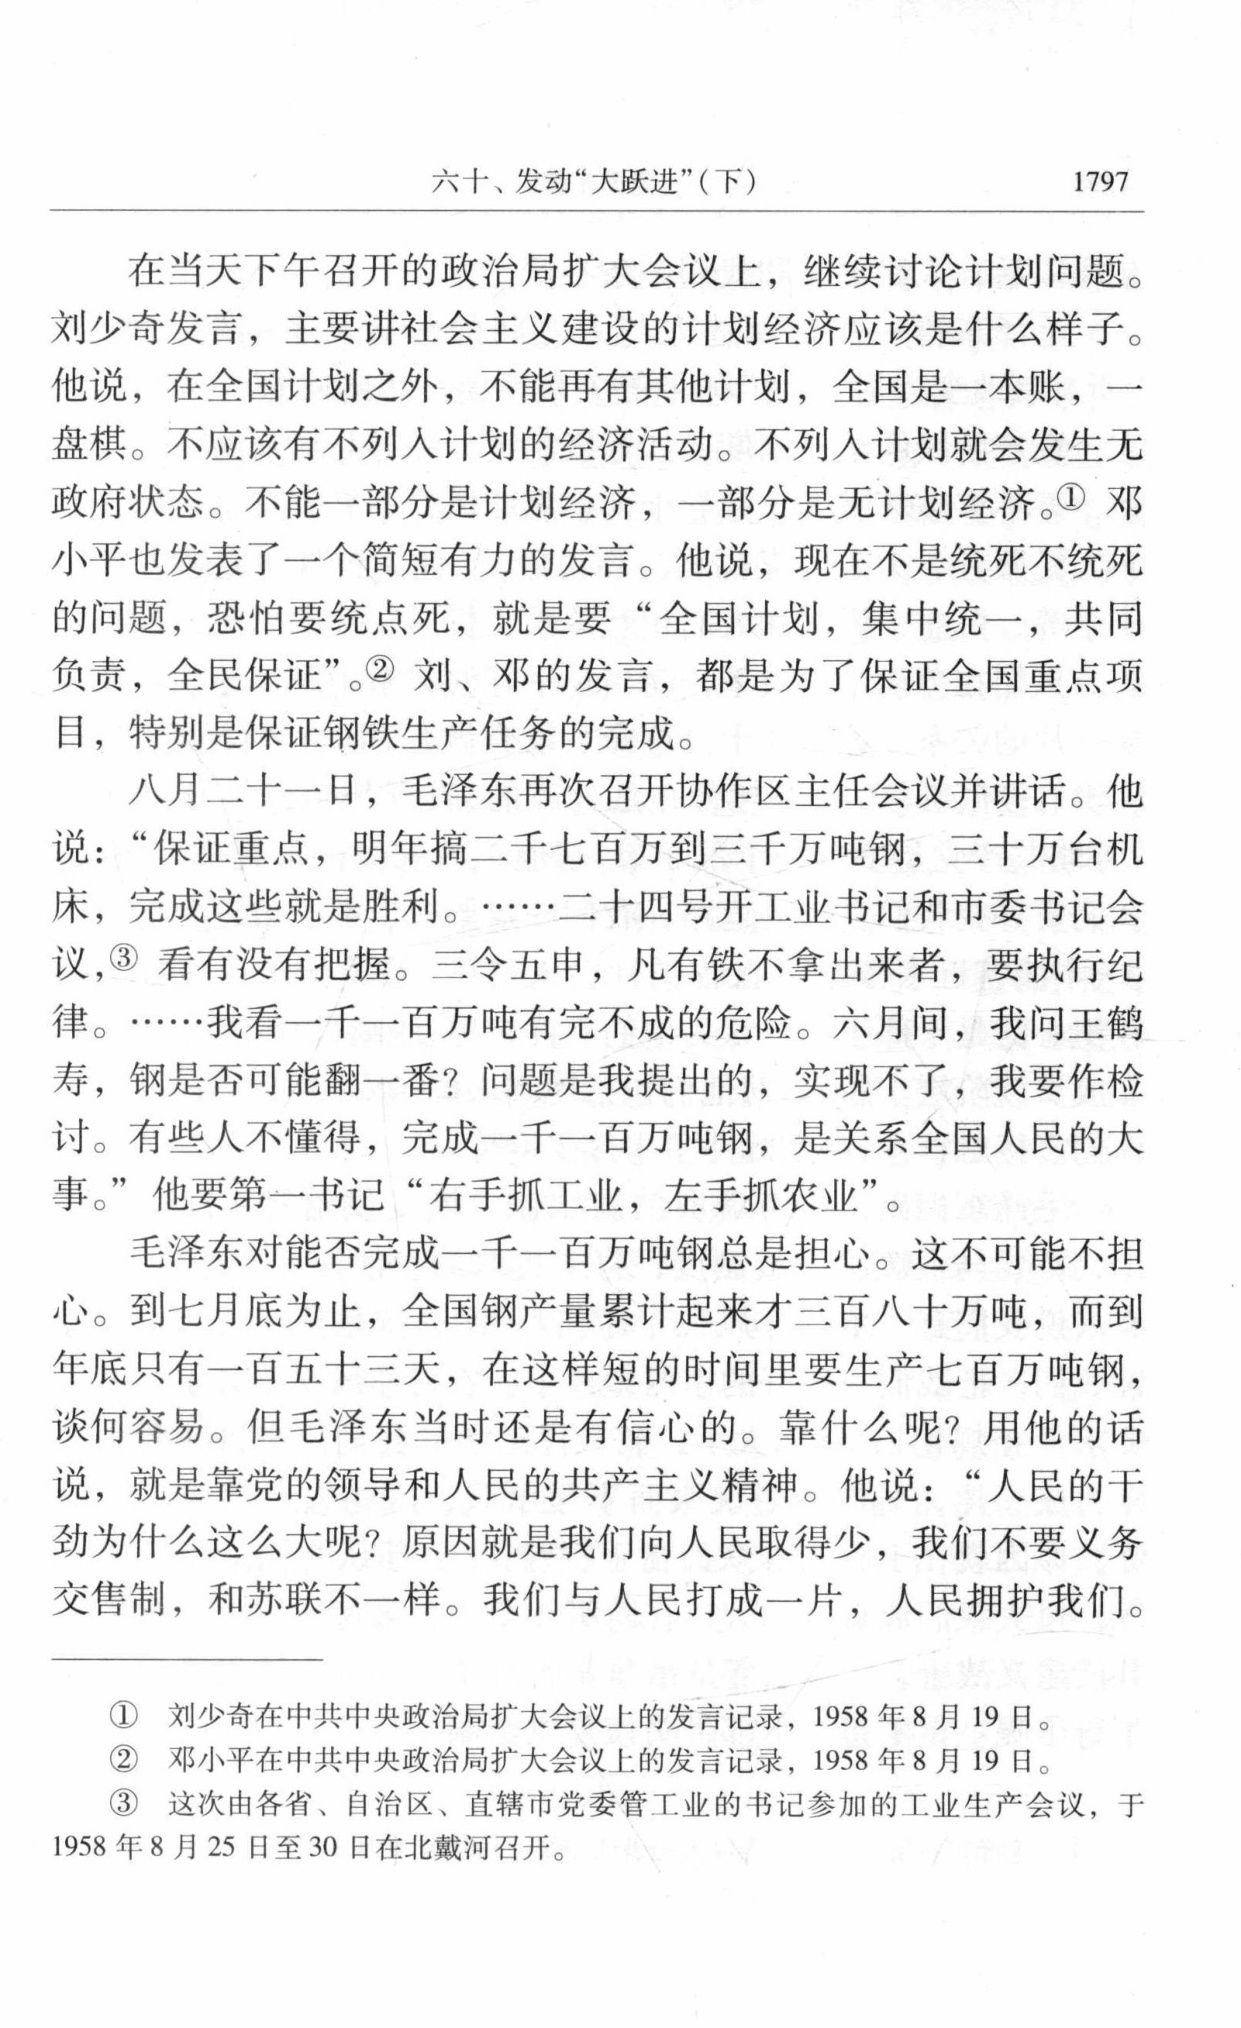 六十、发动“大跃进”(下) 1797
在当天下午召开的政治局扩大会议上，继续讨论计划问题。
刘少奇发言，主要讲社会主义建设的计划经济应该是什么样子。
他说，在全国计划之外，不能再有其他计划，全国是一本账，一
盘棋。不应该有不列入计划的经济活动。不列入计划就会发生无
政府状态。不能一部分是计划经济，一部分是无计划经济。① 邓
小平也发表了一个简短有力的发言。他说，现在不是统死不统死
的问题，恐怕要统点死，就是要“全国计划，集中统一，共同
负责，全民保证”。② 刘、邓的发言，都是为了保证全国重点项
目，特别是保证钢铁生产任务的完成。
八月二十一日，毛泽东再次召开协作区主任会议并讲话。他
说：“保证重点，明年搞二千七百万到三千万吨钢，三十万台机
床，完成这些就是胜利。……二十四号开工业书记和市委书记会
议，③ 看有没有把握。三令五申，凡有铁不拿出来者，要执行纪
律。……我看一千一百万吨有完不成的危险。六月间，我问王鹤
寿，钢是否可能翻一番？问题是我提出的，实现不了，我要作检
讨。有些人不懂得，完成一千一百万吨钢，是关系全国人民的大
事。”他要第一书记“右手抓工业，左手抓农业”。
毛泽东对能否完成一千一百万吨钢总是担心。这不可能不担
心。到七月底为止，全国钢产量累计起来才三百八十万吨，而到
年底只有一百五十三天，在这样短的时间里要生产七百万吨钢，
谈何容易。但毛泽东当时还是有信心的。靠什么呢？用他的话
说，就是靠党的领导和人民的共产主义精神。他说：“人民的干
劲为什么这么大呢？原因就是我们向人民取得少，我们不要义务
交售制，和苏联不一样。我们与人民打成一片，人民拥护我们。
① 刘少奇在中共中央政治局扩大会议上的发言记录，1958 年 8 月 19 日。
② 邓小平在中共中央政治局扩大会议上的发言记录，1958 年 8 月 19 日。
③ 这次由各省、自治区、直辖市党委管工业的书记参加的工业生产会议，于
1958 年 8 月 25 日至 30 日在北戴河召开。